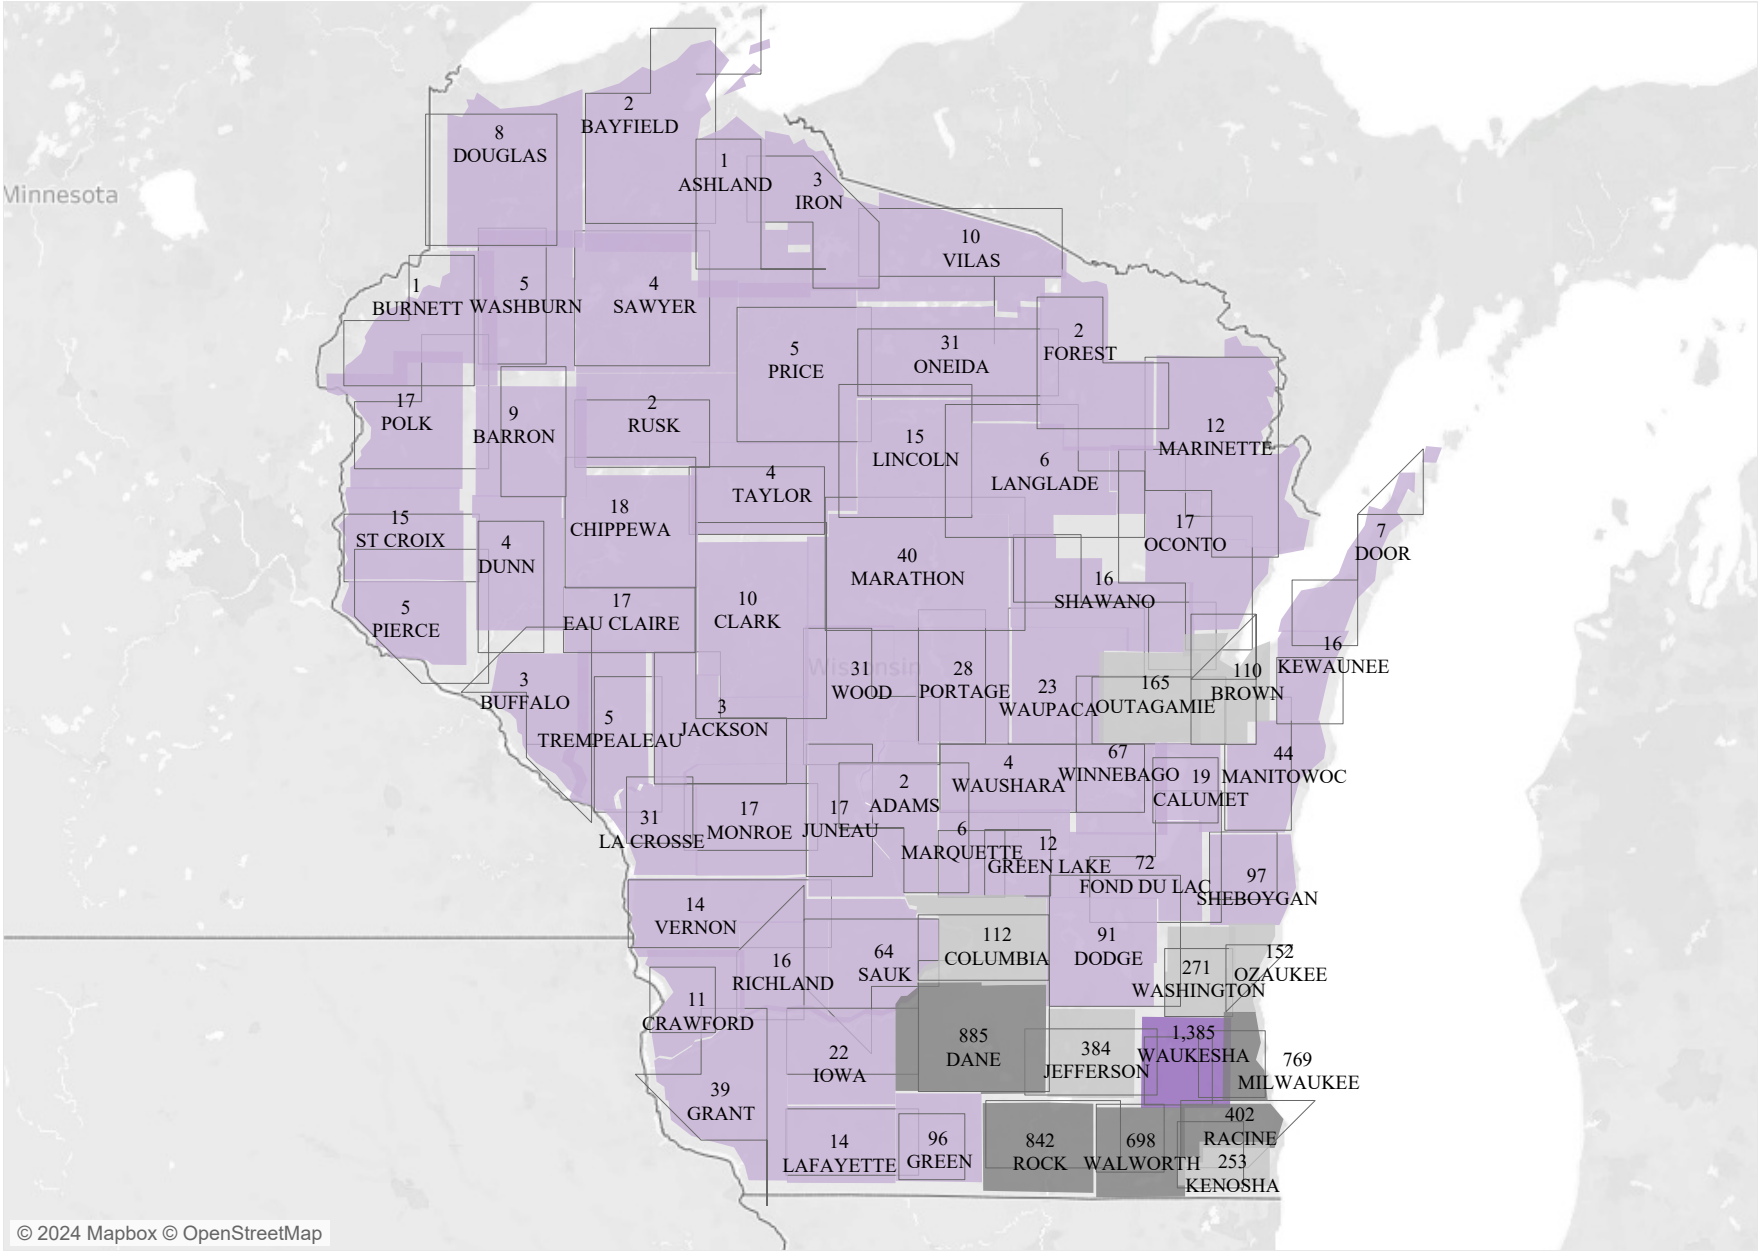 2
BAYFIELD
8
DOUGLAS
1
ASHLAND
3
IRON
Minnesota
10
VILAS
1
BURNETT
5
WASHBURN
4
SAWYER
5
PRICE
31
ONEIDA
2
FOREST
17
POLK
9
BARRON
2
RUSK
15
LINCOLN
12
MARINETTE
6
LANGLADE
4
TAYLOR
18
CHIPPEWA
15
ST CROIX
4
DUNN
17
OCONTO
7
DOOR
40
MARATHON
16
SHAWANO
5
PIERCE
17
EAU CLAIRE
10
CLARK
Wisconsin
31
WOOD
28
PORTAGE
23
WAUPACA
165
OUTAGAMIE
110
BROWN
16
KEWAUNEE
3
BUFFALO
5
TREMPEALEAU
3
JACKSON
2
ADAMS
4
WAUSHARA
67
WINNEBAGO
19
CALUMET
44
MANITOWOC
31
LA CROSSE
17
MONROE
17
JUNEAU
6
MARQUETTE
12
GREEN LAKE
72
FOND DU LAC
97
SHEBOYGAN
14
VERNON
16
RICHLAND
64
SAUK
112
COLUMBIA
91
DODGE
271
WASHINGTON
152
OZAUKEE
11
CRAWFORD
22
IOWA
885
DANE
384
JEFFERSON
1,385
WAUKESHA
769
MILWAUKEE
39
GRANT
14
LAFAYETTE
96
GREEN
842
ROCK
698
WALWORTH
402
RACINE
253
KENOSHA
© 2024 Mapbox © OpenStreetMap